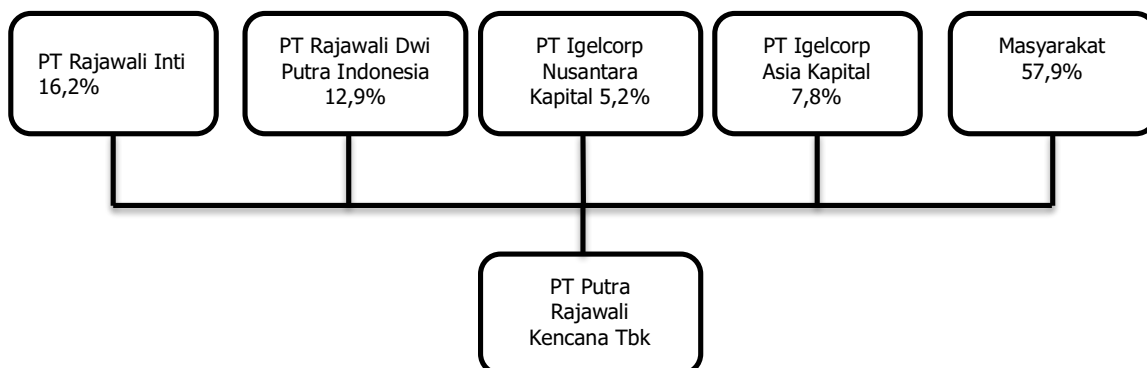 PT Rajawali Inti
16,2%
PT Rajawali Dwi
Putra Indonesia
12,9%
PT Igelcorp
Nusantara
Kapital 5,2%
PT Igelcorp
Asia Kapital
7,8%
Masyarakat
57,9%
PT Putra
Rajawali
Kencana Tbk